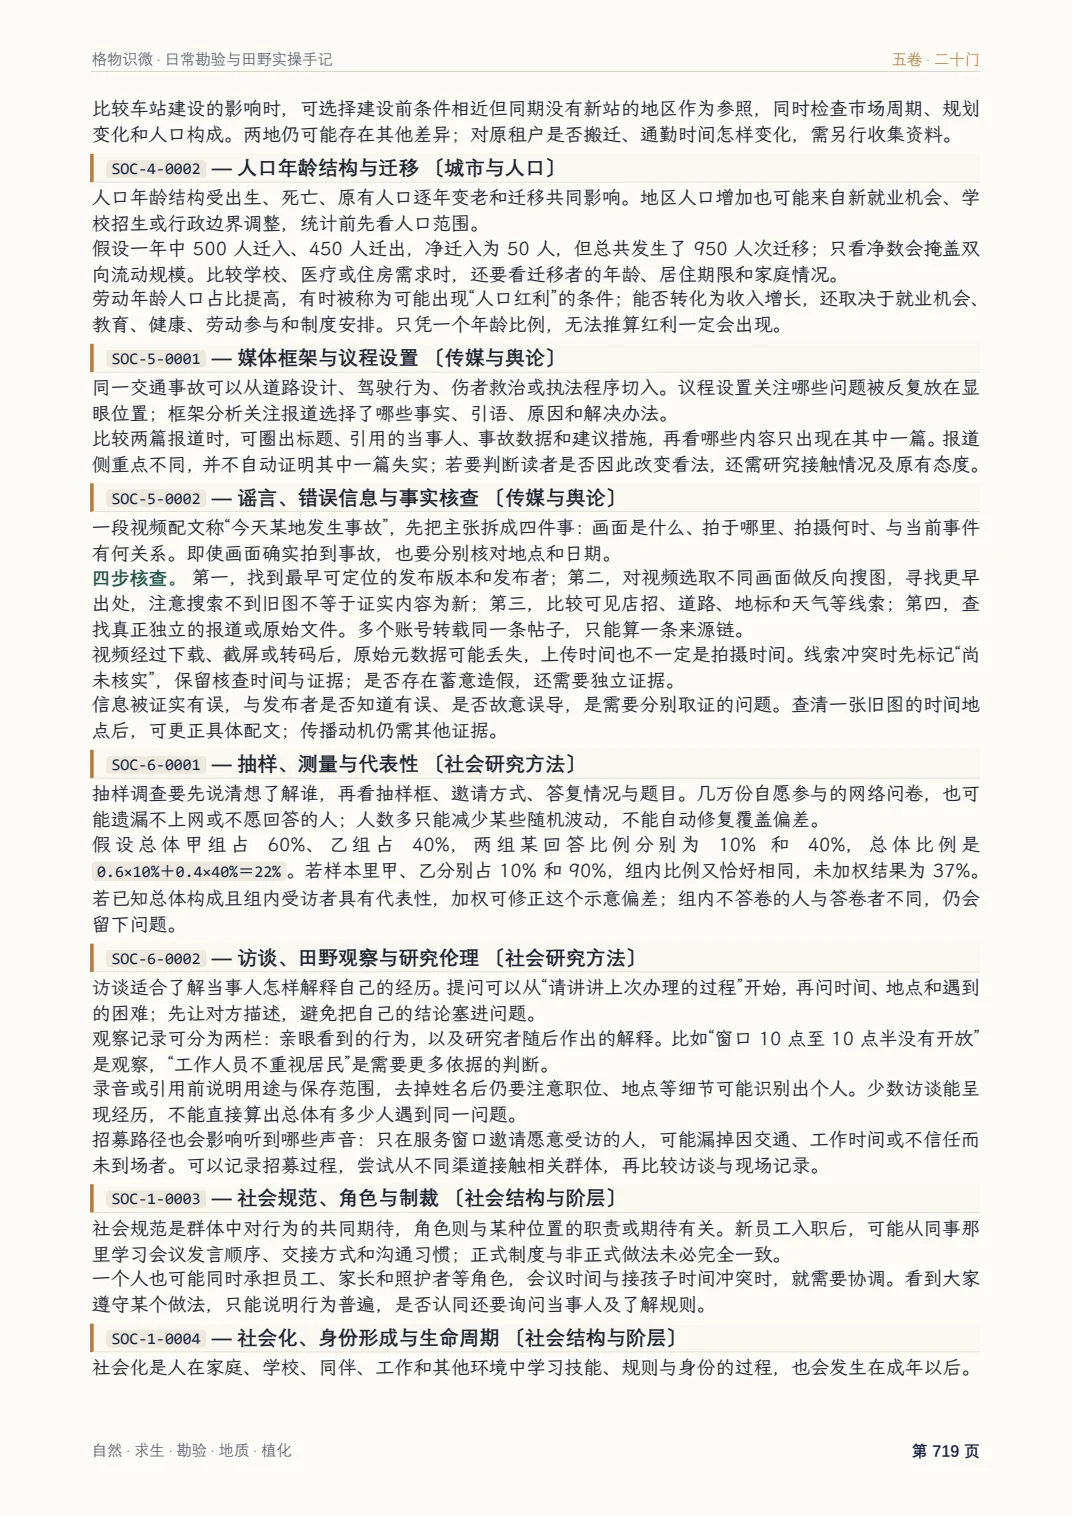 格物识微 · 日常勘验与田野实操手记
五卷 · 二十门
比较车站建设的影响时，可选择建设前条件相近但同期没有新站的地区作为参照，同时检查市场周期、规划
变化和人口构成。两地仍可能存在其他差异；对原租户是否搬迁、通勤时间怎样变化，需另行收集资料。
SOC-4-0002 — 人口年龄结构与迁移 〔城市与人口〕
人口年龄结构受出生、死亡、原有人口逐年变老和迁移共同影响。地区人口增加也可能来自新就业机会、学
校招生或行政边界调整，统计前先看人口范围。
假设一年中 500 人迁入、450 人迁出，净迁入为 50 人，但总共发生了 950 人次迁移；只看净数会掩盖双
向流动规模。比较学校、医疗或住房需求时，还要看迁移者的年龄、居住期限和家庭情况。
劳动年龄人口占比提高，有时被称为可能出现“人口红利”的条件；能否转化为收入增长，还取决于就业机会、
教育、健康、劳动参与和制度安排。只凭一个年龄比例，无法推算红利一定会出现。
SOC-5-0001 — 媒体框架与议程设置 〔传媒与舆论〕
同一交通事故可以从道路设计、驾驶行为、伤者救治或执法程序切入。议程设置关注哪些问题被反复放在显
眼位置；框架分析关注报道选择了哪些事实、引语、原因和解决办法。
比较两篇报道时，可圈出标题、引用的当事人、事故数据和建议措施，再看哪些内容只出现在其中一篇。报道
侧重点不同，并不自动证明其中一篇失实；若要判断读者是否因此改变看法，还需研究接触情况及原有态度。
SOC-5-0002 — 谣言、错误信息与事实核查 〔传媒与舆论〕
一段视频配文称“今天某地发生事故”，先把主张拆成四件事：画面是什么、拍于哪里、拍摄何时、与当前事件
有何关系。即使画面确实拍到事故，也要分别核对地点和日期。
四步核查。 第一，找到最早可定位的发布版本和发布者；第二，对视频选取不同画面做反向搜图，寻找更早
出处，注意搜索不到旧图不等于证实内容为新；第三，比较可见店招、道路、地标和天气等线索；第四，查
找真正独立的报道或原始文件。多个账号转载同一条帖子，只能算一条来源链。
视频经过下载、截屏或转码后，原始元数据可能丢失，上传时间也不一定是拍摄时间。线索冲突时先标记“尚
未核实”，保留核查时间与证据；是否存在蓄意造假，还需要独立证据。
信息被证实有误，与发布者是否知道有误、是否故意误导，是需要分别取证的问题。查清一张旧图的时间地
点后，可更正具体配文；传播动机仍需其他证据。
SOC-6-0001 — 抽样、测量与代表性 〔社会研究方法〕
抽样调查要先说清想了解谁，再看抽样框、邀请方式、答复情况与题目。几万份自愿参与的网络问卷，也可
能遗漏不上网或不愿回答的人；人数多只能减少某些随机波动，不能自动修复覆盖偏差。
假设总体甲组占 60%、乙组占 40%，两组某回答比例分别为 10% 和 40%，总体比例是
0.6×10%＋0.4×40%＝22%。若样本里甲、乙分别占 10% 和 90%，组内比例又恰好相同，未加权结果为 37%。
若已知总体构成且组内受访者具有代表性，加权可修正这个示意偏差；组内不答卷的人与答卷者不同，仍会
留下问题。
SOC-6-0002 — 访谈、田野观察与研究伦理 〔社会研究方法〕
访谈适合了解当事人怎样解释自己的经历。提问可以从“请讲讲上次办理的过程”开始，再问时间、地点和遇到
的困难；先让对方描述，避免把自己的结论塞进问题。
观察记录可分为两栏：亲眼看到的行为，以及研究者随后作出的解释。比如“窗口 10 点至 10 点半没有开放”
是观察，“工作人员不重视居民”是需要更多依据的判断。
录音或引用前说明用途与保存范围，去掉姓名后仍要注意职位、地点等细节可能识别出个人。少数访谈能呈
现经历，不能直接算出总体有多少人遇到同一问题。
招募路径也会影响听到哪些声音：只在服务窗口邀请愿意受访的人，可能漏掉因交通、工作时间或不信任而
未到场者。可以记录招募过程，尝试从不同渠道接触相关群体，再比较访谈与现场记录。
SOC-1-0003 — 社会规范、角色与制裁 〔社会结构与阶层〕
社会规范是群体中对行为的共同期待，角色则与某种位置的职责或期待有关。新员工入职后，可能从同事那
里学习会议发言顺序、交接方式和沟通习惯；正式制度与非正式做法未必完全一致。
一个人也可能同时承担员工、家长和照护者等角色，会议时间与接孩子时间冲突时，就需要协调。看到大家
遵守某个做法，只能说明行为普遍，是否认同还要询问当事人及了解规则。
SOC-1-0004 — 社会化、身份形成与生命周期 〔社会结构与阶层〕
社会化是人在家庭、学校、同伴、工作和其他环境中学习技能、规则与身份的过程，也会发生在成年以后。
自然 · 求生 · 勘验 · 地质 · 植化
第 719 页